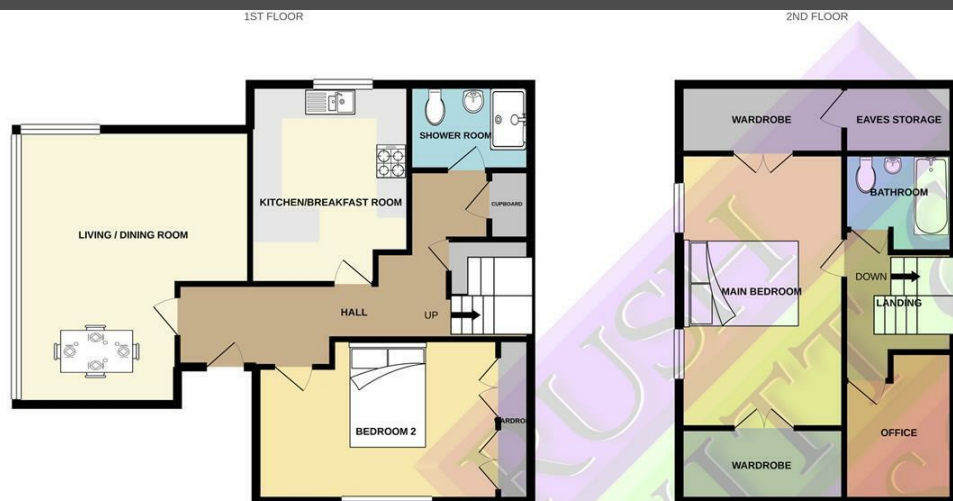 1ST FLOOR
2ND FLOOR
SHOWER ROOM
CUPBOARD
KITCHEN/BREAKFAST ROOM
LIVING / DINING ROOM
HALL
UP
BEDROOM 2
WARDROBE
EAVES STORAGE
BATHROOM
MAIN BEDROOM
DOWN
LANDING
OFFICE
WARDROBE
RUSH